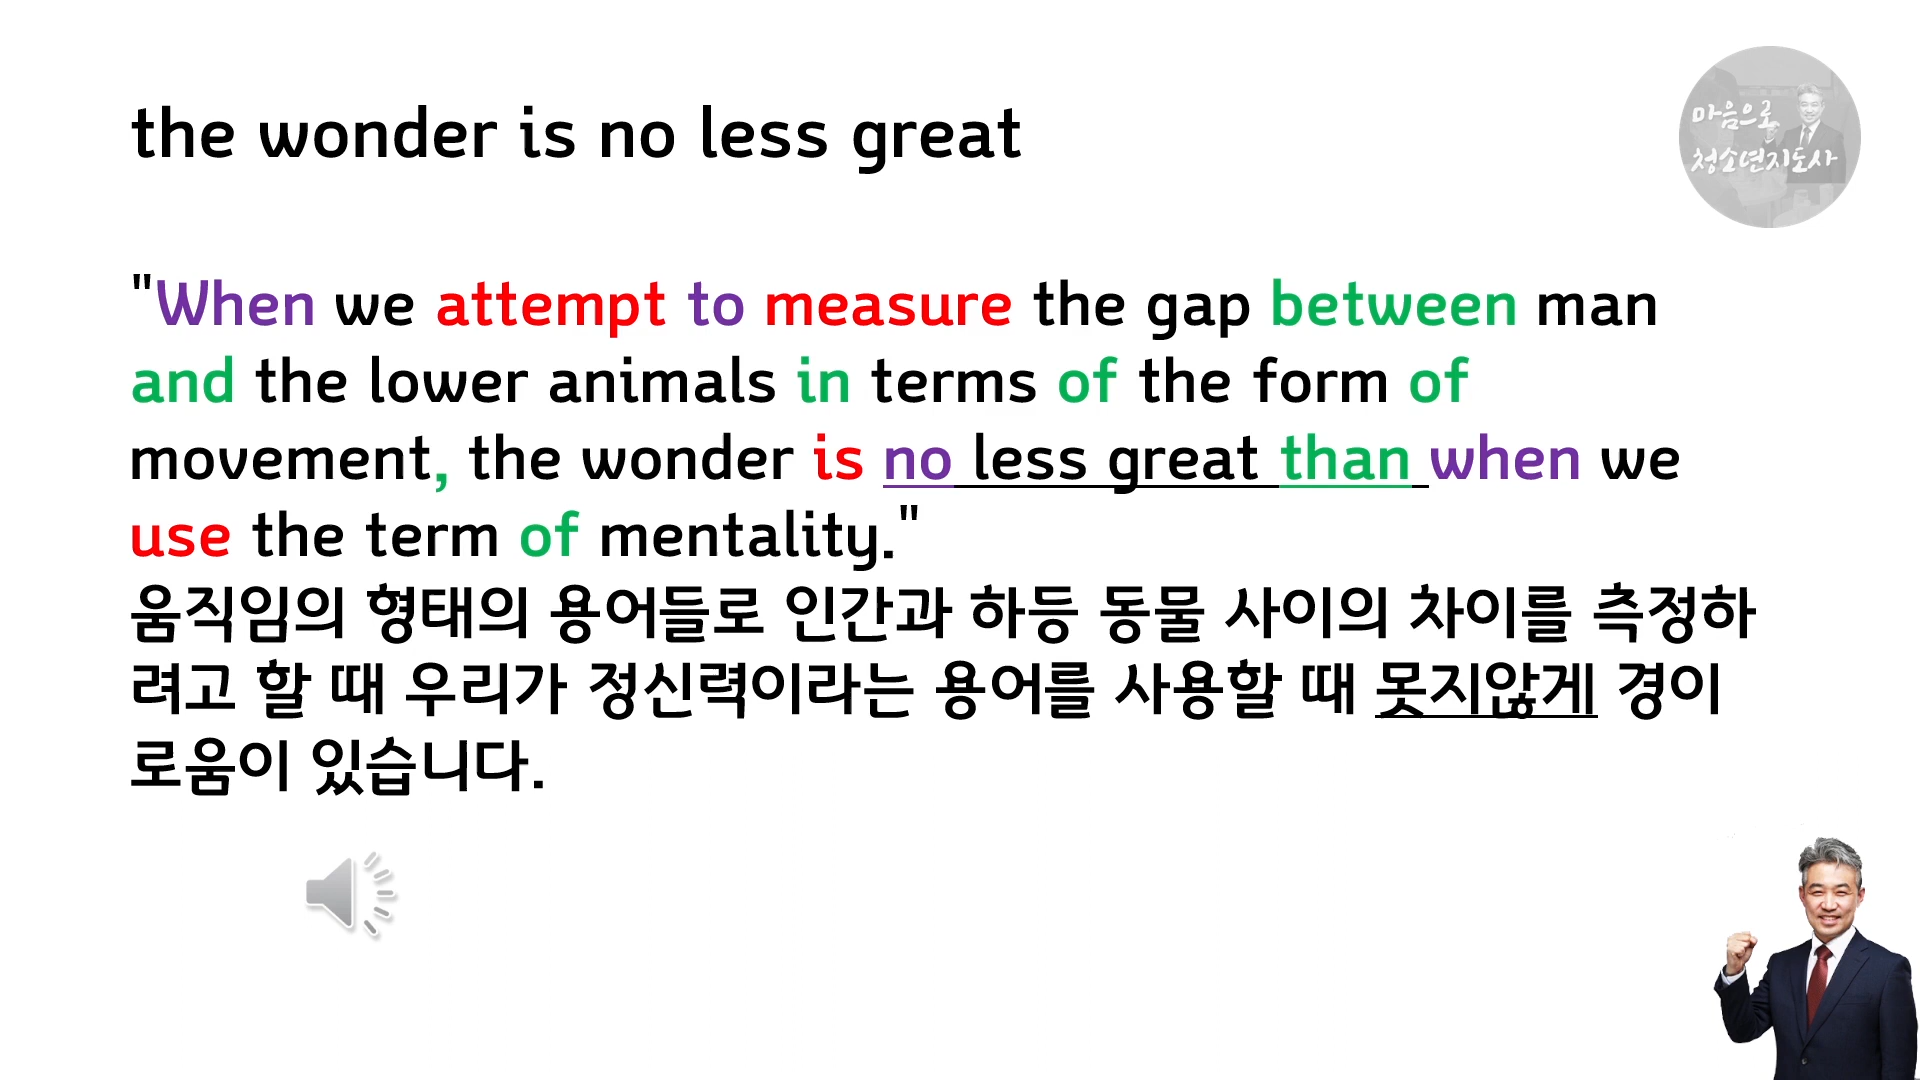 the wonder is no less great
마음으로
청소년지도사
"When we attempt to measure the gap between man
and the lower animals in terms of the form of
movement, the wonder is no less great than when we
use the term of mentality."
움직임의 형태의 용어들로 인간과 하등 동물 사이의 차이를 측정하
려고 할 때 우리가 정신력이라는 용어를 사용할 때 못지않게 경이
로움이 있습니다.